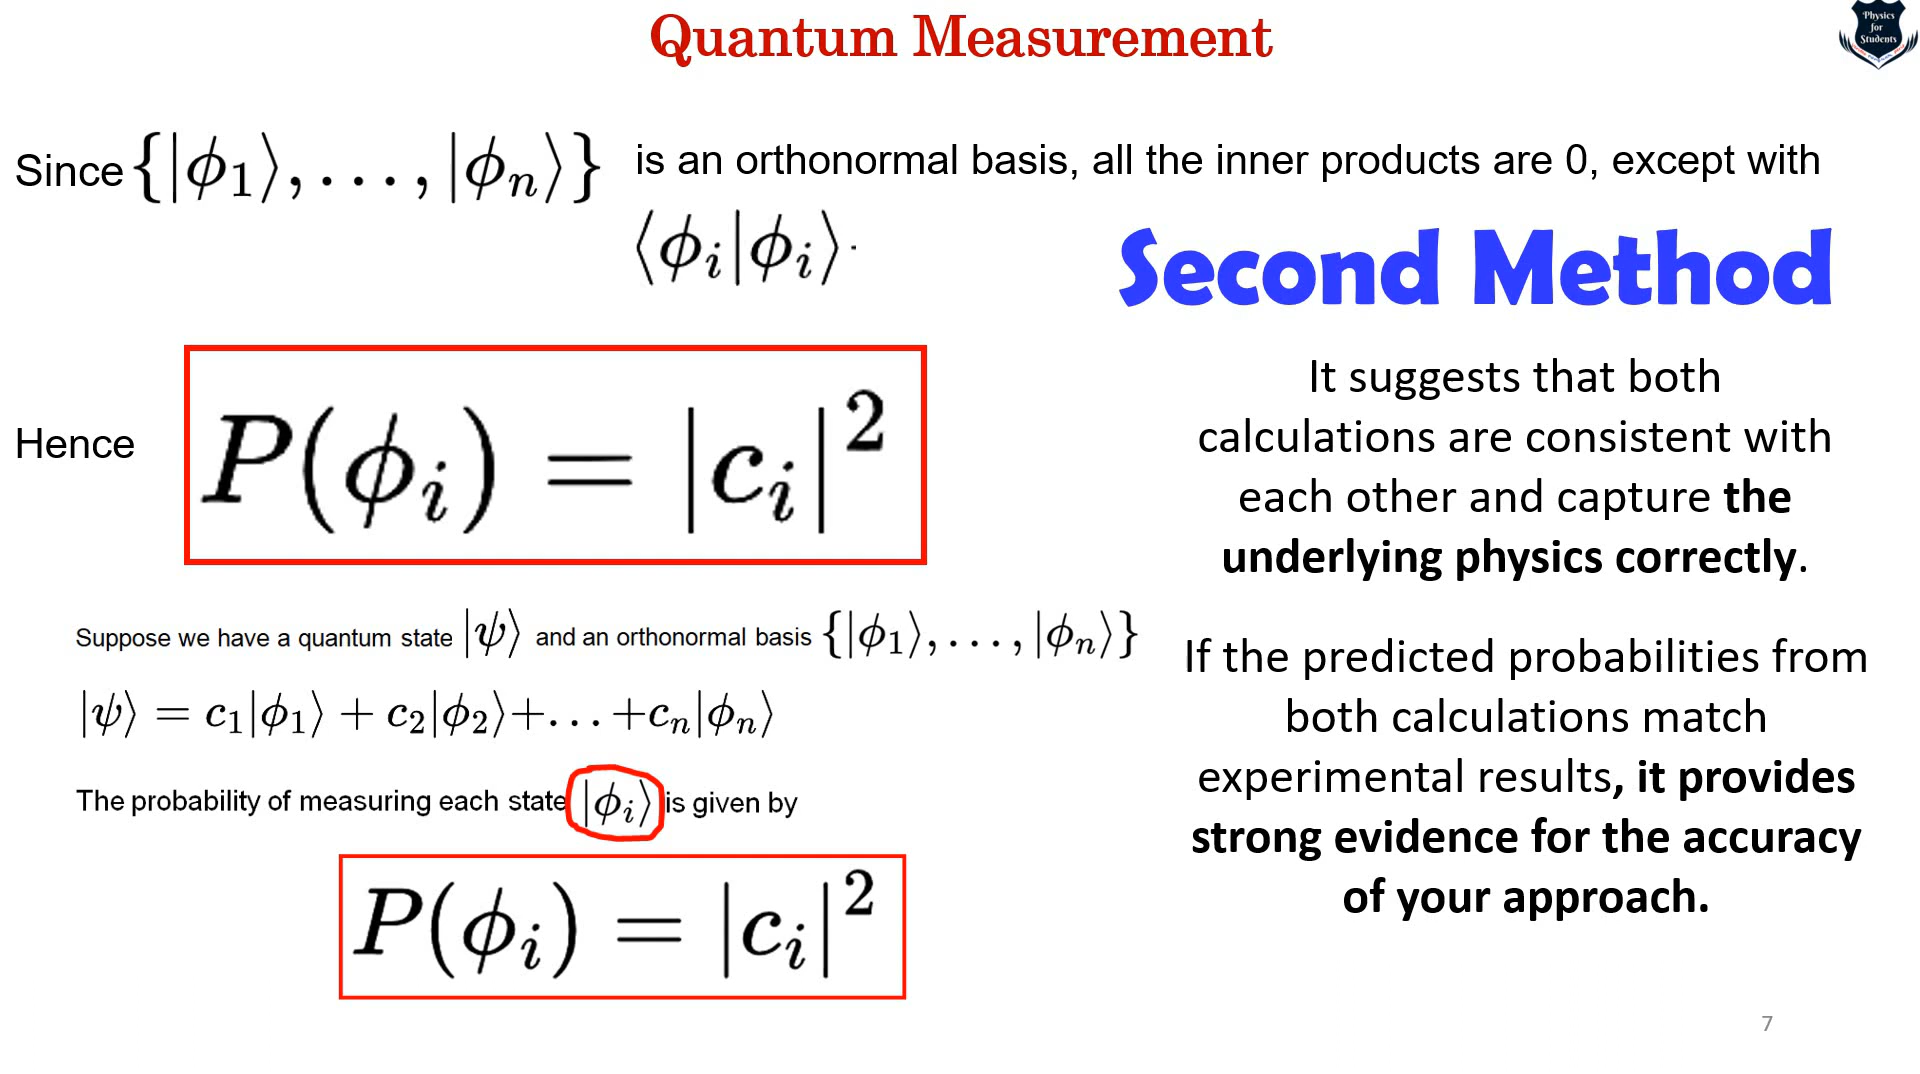 Quantum Measurement
Physics
for
Students
Since {|ϕ₁⟩, . . . , |ϕₙ⟩} is an orthonormal basis, all the inner products are 0, except with
⟨ϕᵢ|ϕᵢ⟩.
Second Method
Hence P(ϕᵢ) = |cᵢ|²
It suggests that both
calculations are consistent with
each other and capture the
underlying physics correctly.
Suppose we have a quantum state |ψ⟩ and an orthonormal basis {|ϕ₁⟩, . . . , |ϕₙ⟩}
|ψ⟩ = c₁|ϕ₁⟩ + c₂|ϕ₂⟩+. . . +cₙ|ϕₙ⟩
The probability of measuring each state |ϕᵢ⟩ is given by
P(ϕᵢ) = |cᵢ|²
If the predicted probabilities from
both calculations match
experimental results, it provides
strong evidence for the accuracy
of your approach.
7